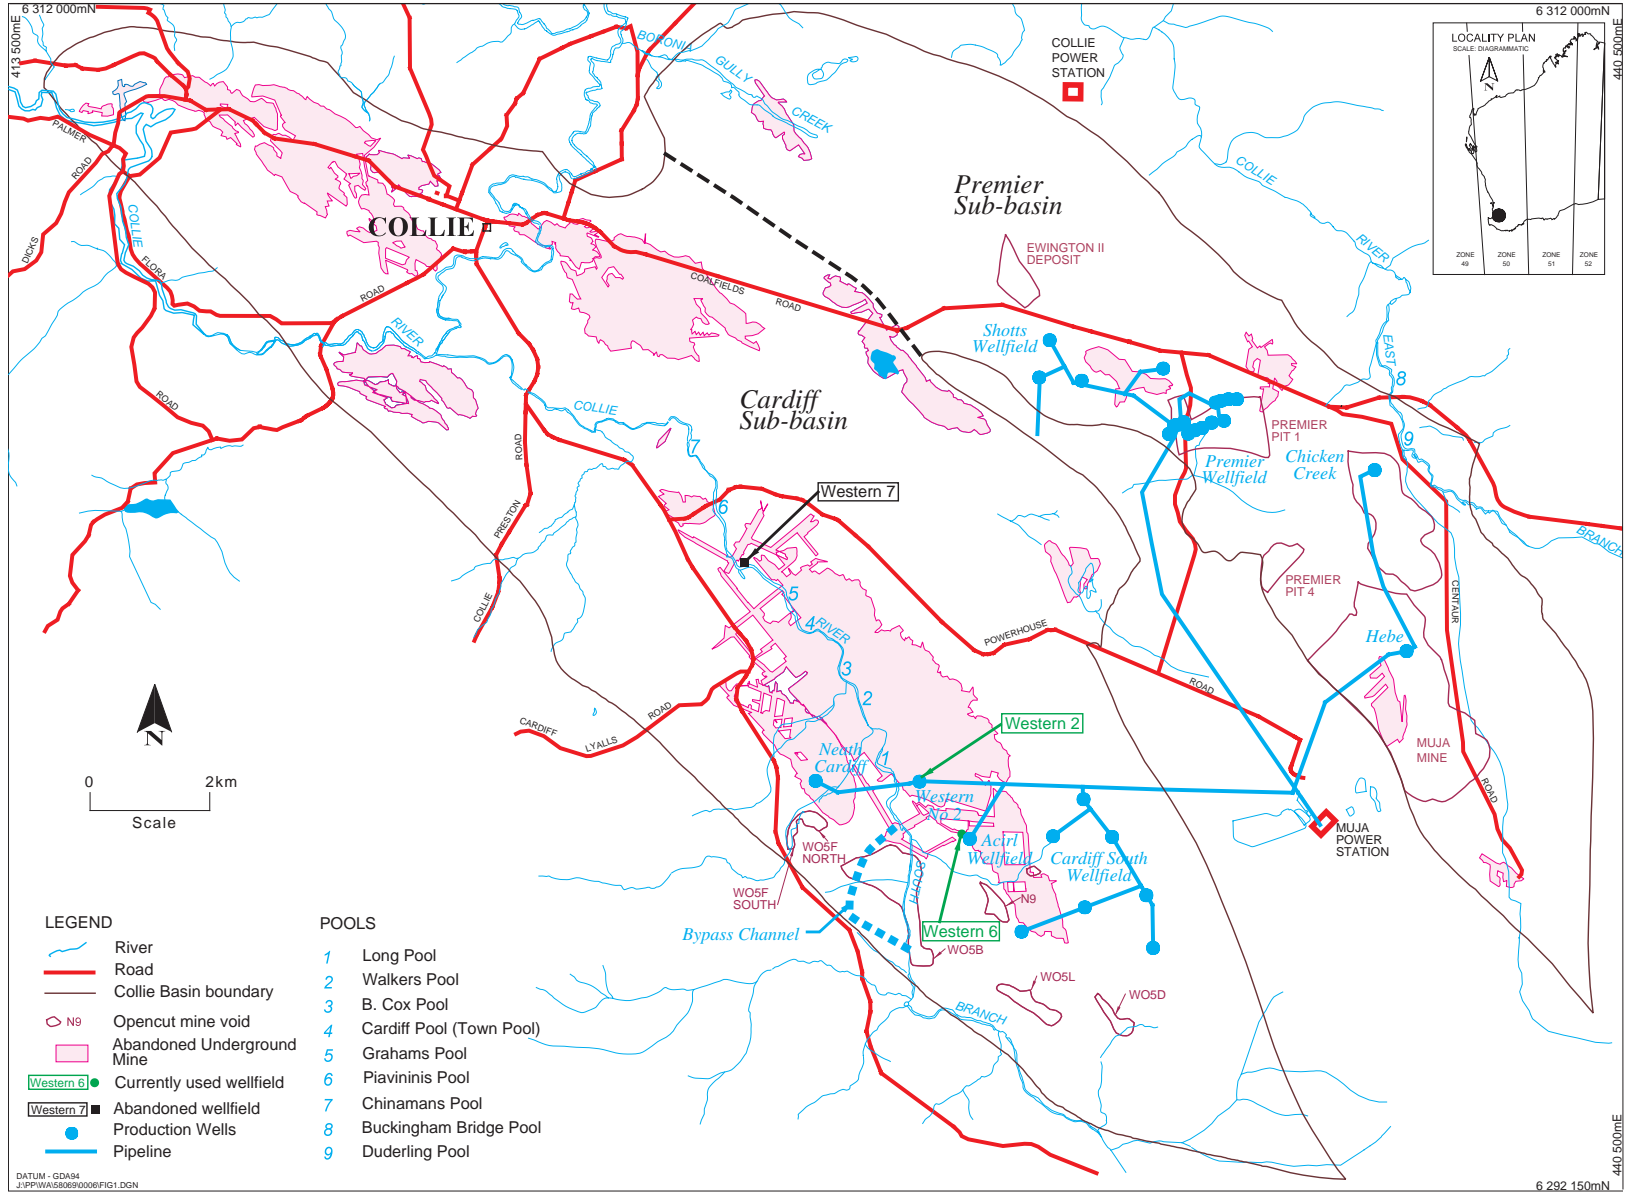 6 312 000mN
6 312 000mN
413 500mE
440 500mE
BORONIA
GULLY
CREEK
COLLIE
POWER
STATION
LOCALITY PLAN
SCALE: DIAGRAMMATIC
N
ZONE
49
ZONE
50
ZONE
51
ZONE
52
PALMER
ROAD
COLLIE
DICKS
FLORA
ROAD
COLLIE
Premier
Sub-basin
COLLIE
RIVER
EAST
EWINGTON II
DEPOSIT
COALFIELDS
ROAD
RIVER
ROAD
Shotts
Wellfield
8
9
Cardiff
Sub-basin
COLLIE
7
ROAD
PRESTON
COLLIE
PREMIER
PIT 1
Premier
Wellfield
Chicken
Creek
BRANCH
Western 7
6
5
4
RIVER
3
2
1
PREMIER
PIT 4
CENTAUR
ROAD
Hebe
POWERHOUSE
ROAD
MUJA
MINE
MUJA
POWER
STATION
CARDIFF
LYALLS
ROAD
Western 2
Neath
Cardiff
Western
No 2
Acirl
Wellfield
Cardiff South
Wellfield
WO5F
NORTH
WO5F
SOUTH
SOUTH
N9
Western 6
Bypass Channel
WO5B
WO5L
WO5D
BRANCH
N
0
2km
Scale
LEGEND
River
Road
Collie Basin boundary
N9
Opencut mine void
Abandoned Underground
Mine
Western 6
Currently used wellfield
Western 7
Abandoned wellfield
Production Wells
Pipeline
POOLS
1 Long Pool
2 Walkers Pool
3 B. Cox Pool
4 Cardiff Pool (Town Pool)
5 Grahams Pool
6 Piavininis Pool
7 Chinamans Pool
8 Buckingham Bridge Pool
9 Duderling Pool
DATUM - GDA94
J:\PP\WA\58069\0006\FIG1.DGN
440 500mE
6 292 150mN